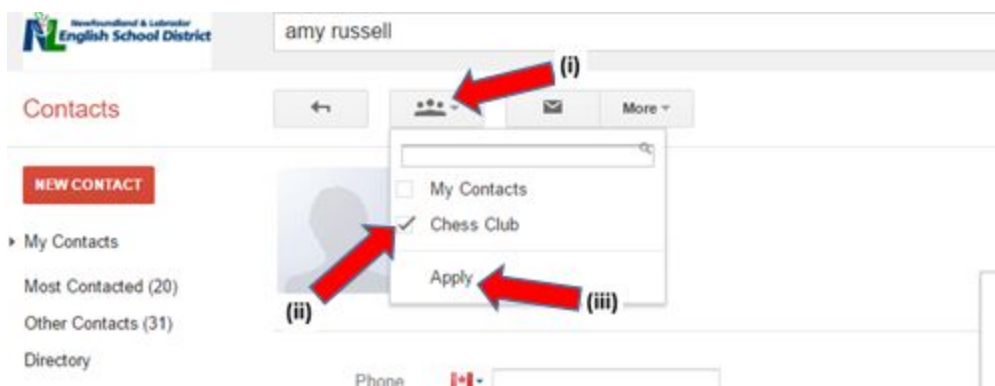 Newfoundland & Labrador
English School District
amy russell
(i)
Contacts
More
NEW CONTACT
My Contacts
Chess Club
My Contacts
Apply
Most Contacted (20)
(ii)
(iii)
Other Contacts (31)
Directory
Phone